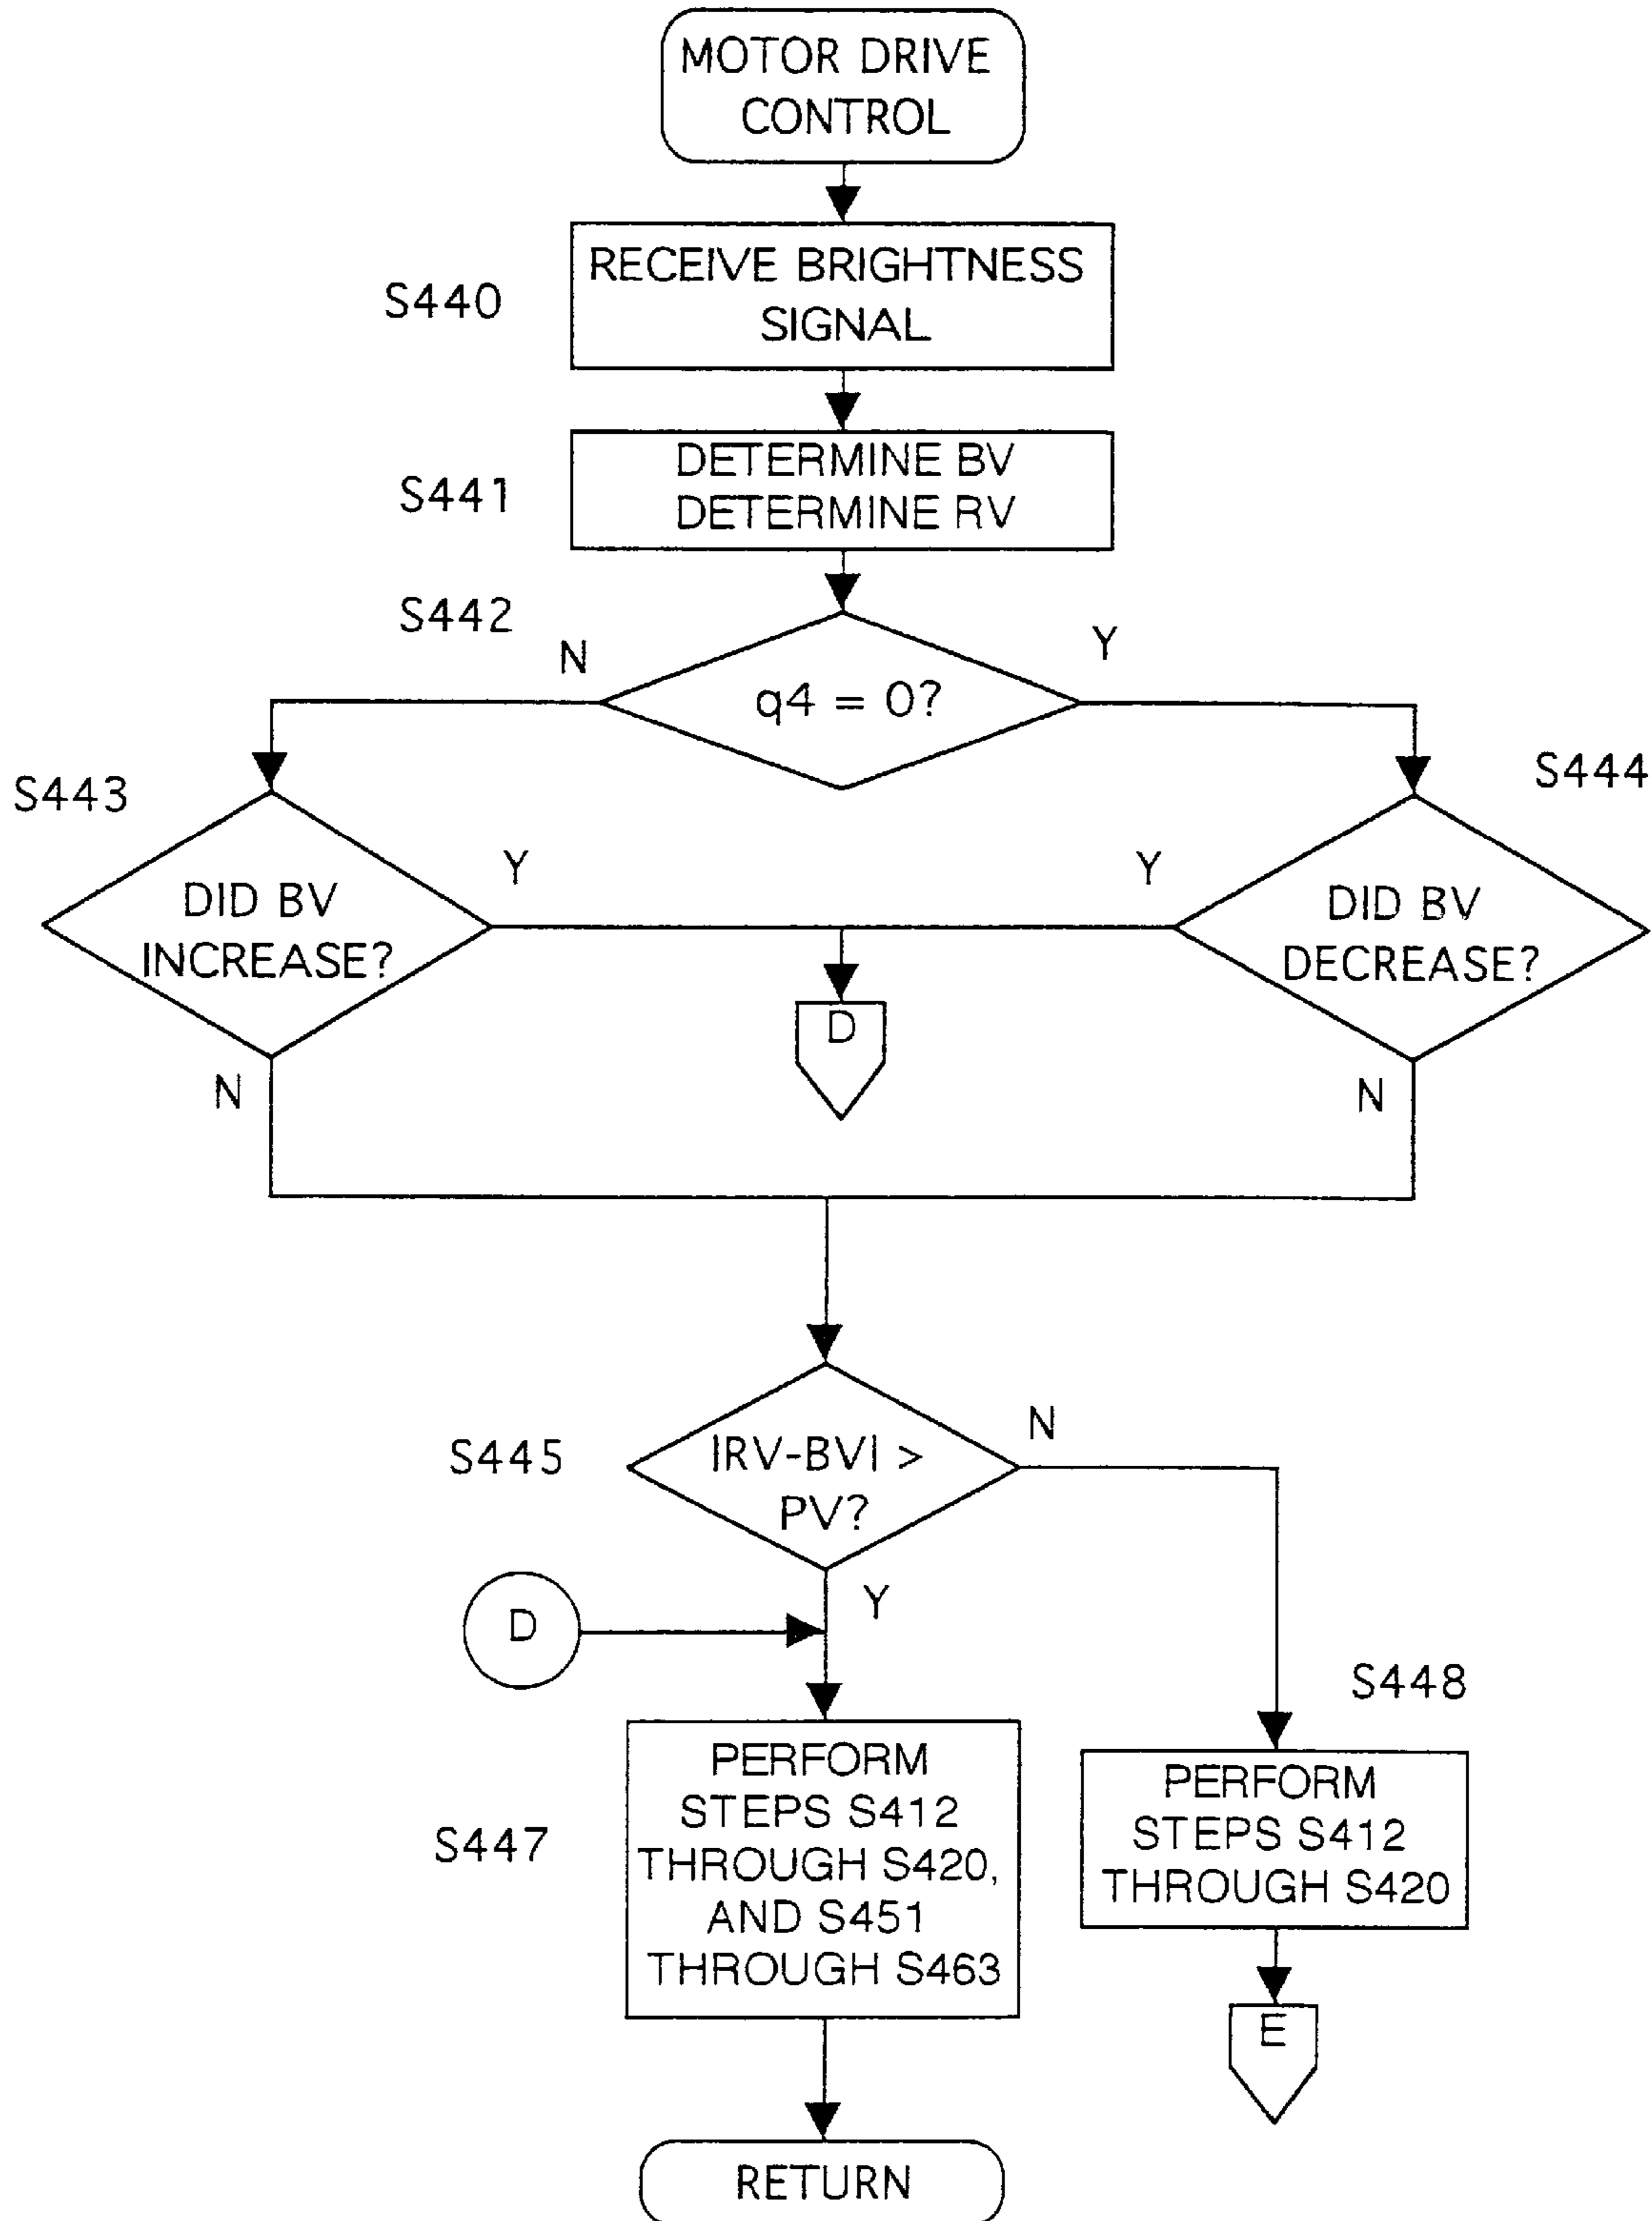 MOTOR DRIVE
CONTROL
S440
RECEIVE BRIGHTNESS
SIGNAL
S441
DETERMINE BV
DETERMINE RV
S442
N
Y
q4 = 0?
S443
S444
DID BV
INCREASE?
Y
Y
DID BV
DECREASE?
D
N
N
S445
|RV-BV| >
PV?
N
Y
D
S448
S447
PERFORM
STEPS S412
THROUGH S420,
AND S451
THROUGH S463
PERFORM
STEPS S412
THROUGH S420
E
RETURN